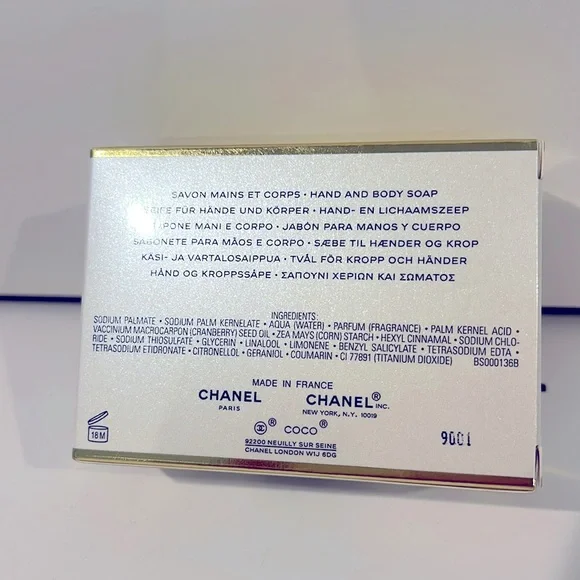 SAVON MAINS ET CORPS · HAND AND BODY SOAP
FÜR HÄNDE UND KÖRPER · HAND- EN LICHAAMSZEEP
MANI E CORPO · JABÓN PARA MANOS Y CUERPO
SABONETE PARA MÃOS E CORPO · SÆBE TIL HÆNDER OG KROP
KÄSI- JA VARTALOSAIPPUA · TVÅL FÖR KROPP OCH HÄNDER
HÅND OG KROPPSSÅPE · ΣΑΠΟΥΝΙ ΧΕΡΙΩΝ ΚΑΙ ΣΩΜΑΤΟΣ
INGREDIENTS:
SODIUM PALMATE · SODIUM PALM KERNELATE · AQUA (WATER) · PARFUM (FRAGRANCE) · PALM KERNEL ACID ·
VACCINIUM MACROCARPON (CRANBERRY) SEED OIL · ZEA MAYS (CORN) STARCH · HEXYL CINNAMAL · SODIUM CHLO-
RIDE · SODIUM THIOSULFATE · GLYCERIN · LINALOOL · LIMONENE · BENZYL SALICYLATE · TETRASODIUM EDTA ·
TETRASODIUM ETIDRONATE · CITRONELLOL · GERANIOL · COUMARIN · CI 77891 (TITANIUM DIOXIDE) BS000136B
MADE IN FRANCE
CHANEL CHANEL® INC.
PARIS NEW YORK, N.Y. 10019
® COCO®
92200 NEUILLY SUR SEINE
CHANEL LONDON W1J 6DG
18 M
9001